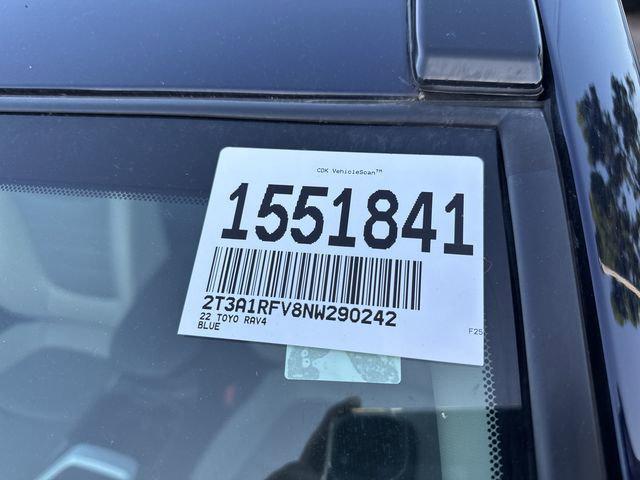 CDK VehicleScan™
1551841
2T3A1RFV8NW290242
22 TOYO RAV4
BLUE
F25